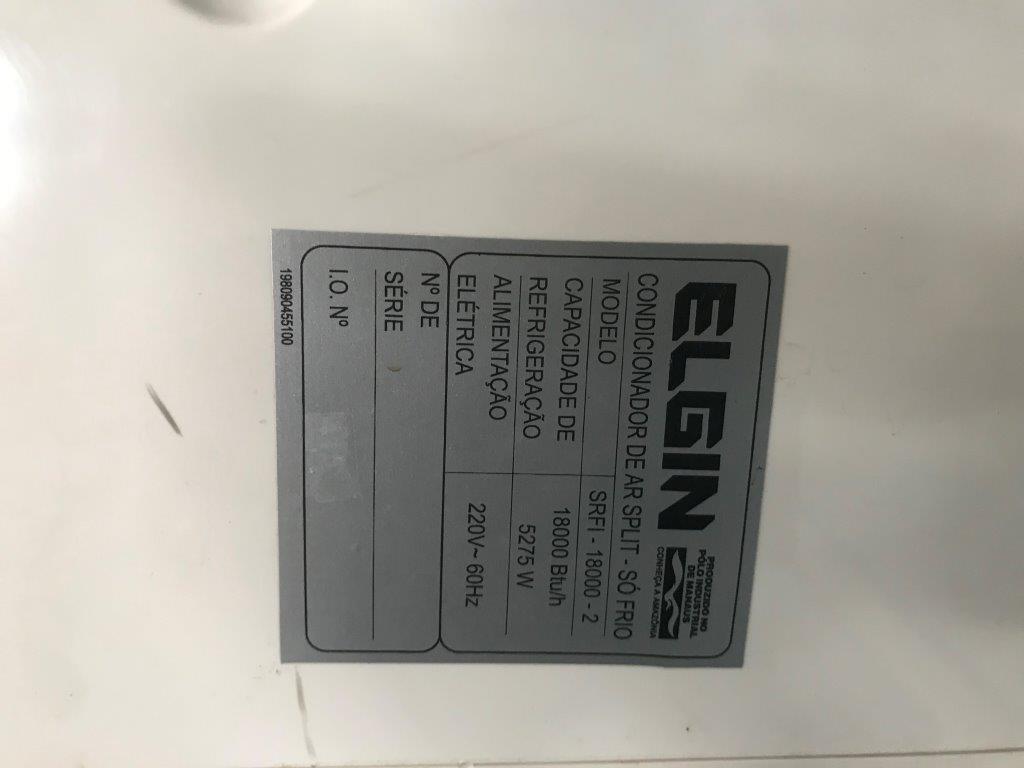 ELGIN
PRODUZIDO NO
PÓLO INDUSTRIAL
DE MANAUS
CONHEÇA A AMAZÔNIA
CONDICIONADOR DE AR SPLIT - SÓ FRIO
MODELO SRFI - 18000 - 2
CAPACIDADE DE 18000 Btu/h
REFRIGERAÇÃO 5275 W
ALIMENTAÇÃO
ELÉTRICA 220V~ 60Hz
Nº DE
SÉRIE
I.O. Nº
198090455100